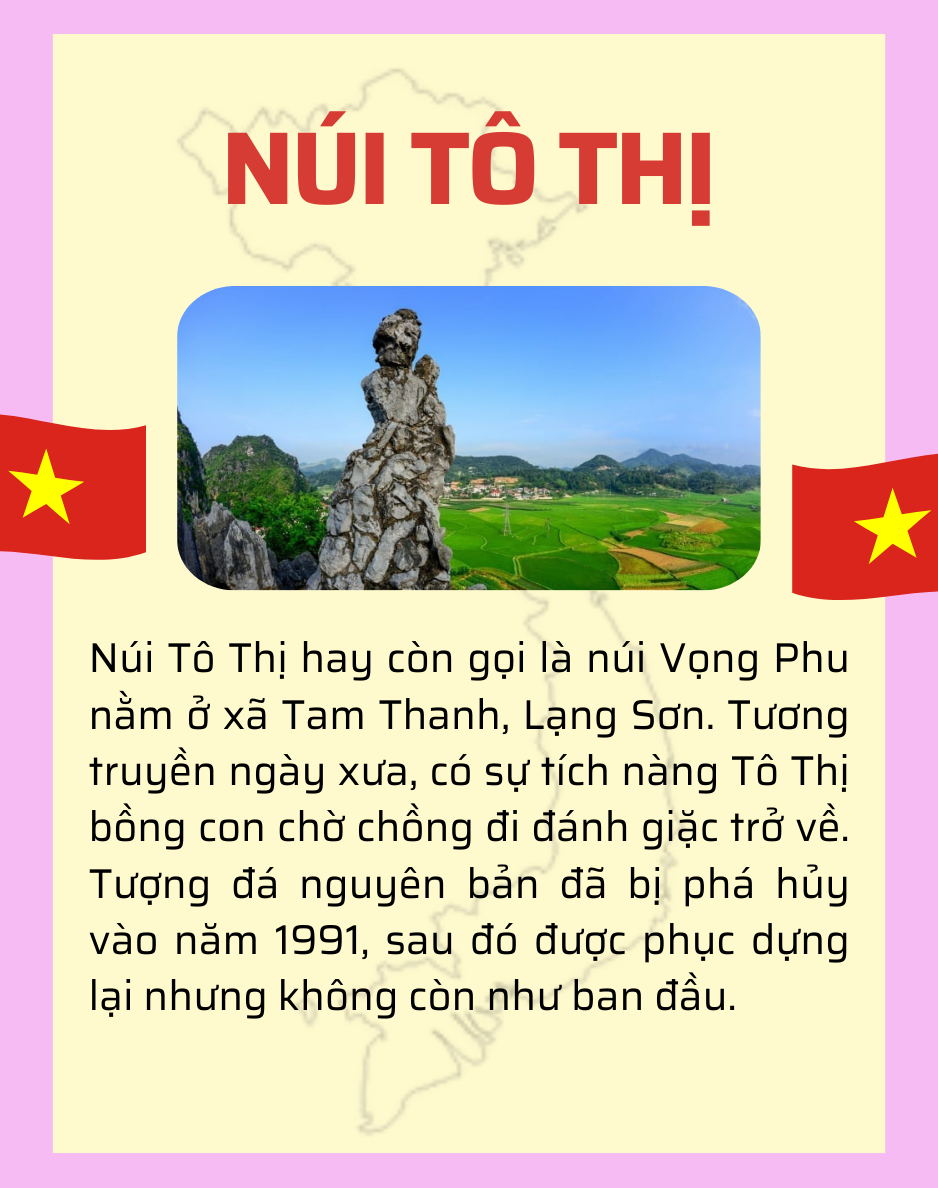 NÚI TÔ THỊ
Núi Tô Thị hay còn gọi là núi Vọng Phu
nằm ở xã Tam Thanh, Lạng Sơn. Tương
truyền ngày xưa, có sự tích nàng Tô Thị
bồng con chờ chồng đi đánh giặc trở về.
Tượng đá nguyên bản đã bị phá hủy
vào năm 1991, sau đó được phục dựng
lại nhưng không còn như ban đầu.